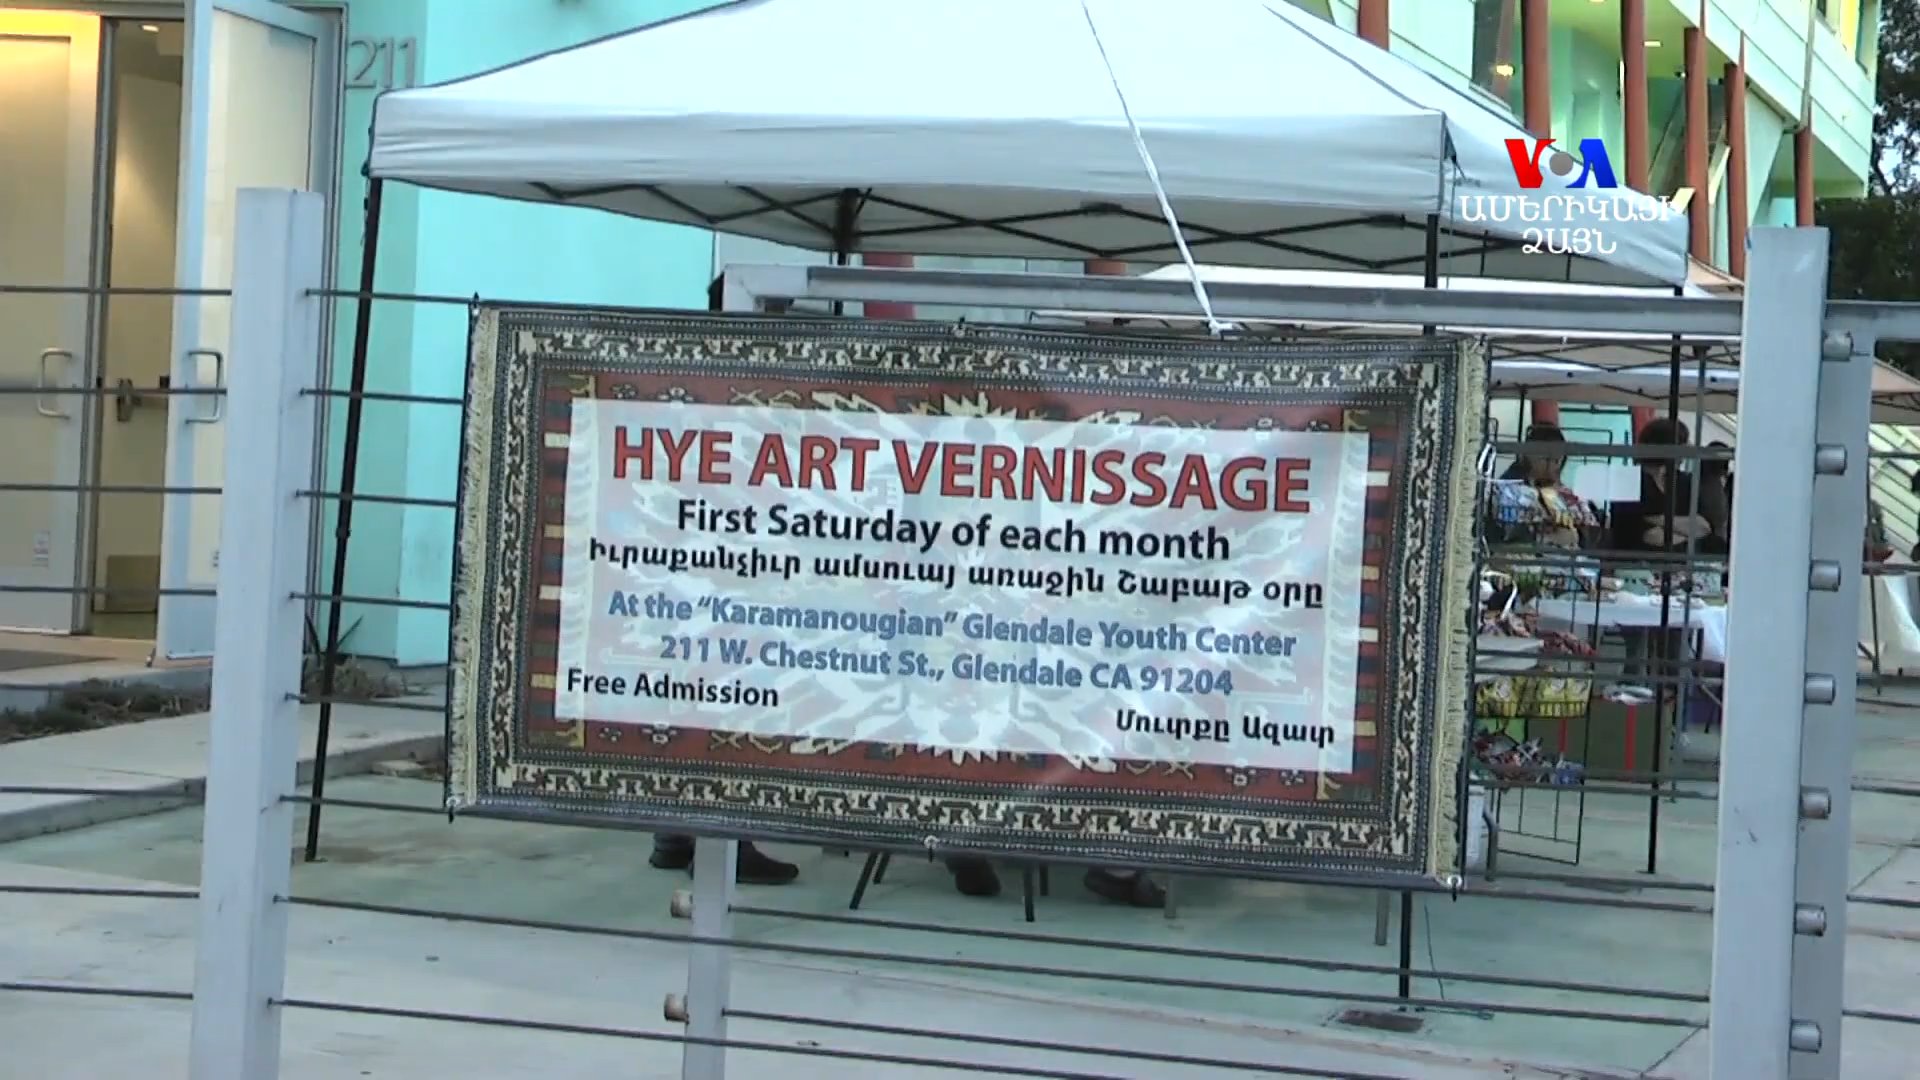 211
VOA
ԱՄԵՐԻԿԱՅԻ
ՁԱՅՆ
HYE ART VERNISSAGE
First Saturday of each month
Իւրաքանչիւր ամսուայ առաջին Շաբաթ օրը
At the “Karamanougian” Glendale Youth Center
211 W. Chestnut St., Glendale CA 91204
Free Admission
Մուտքը Ազատ